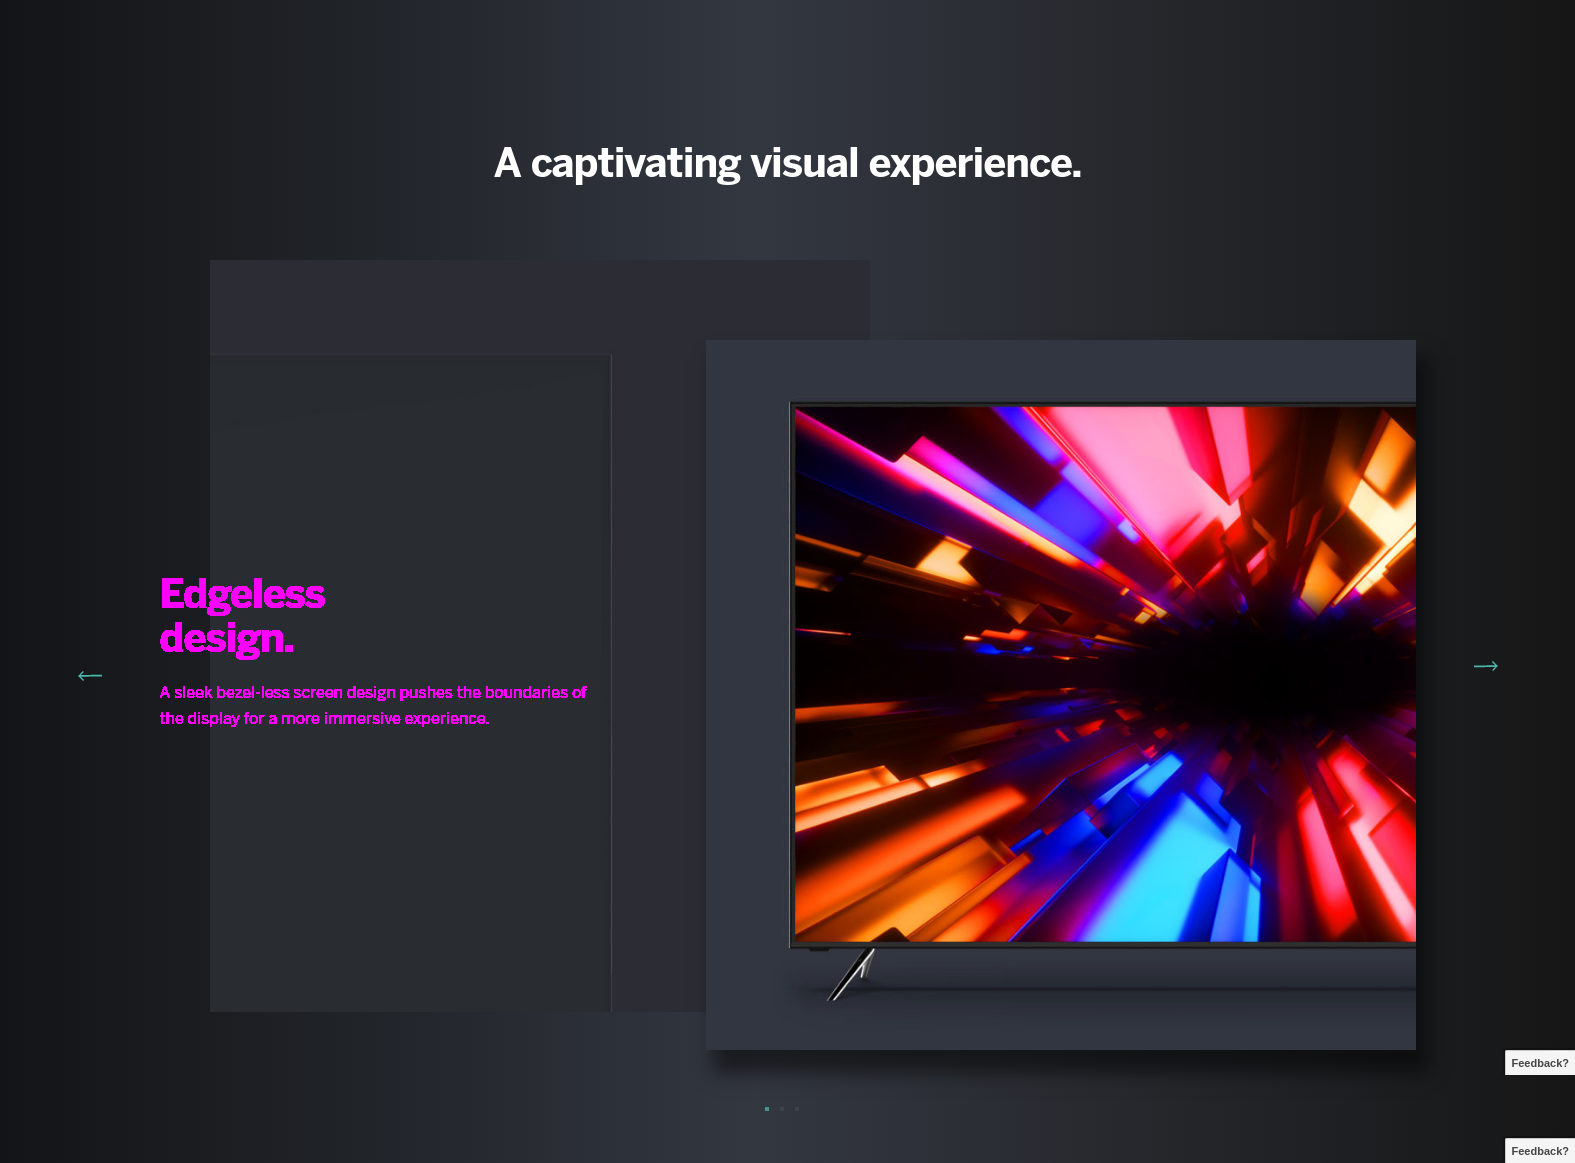 A captivating visual experience.
Edgeless
design.
A sleek bezel-less screen design pushes the boundaries of
the display for a more immersive experience.
Feedback?
Feedback?